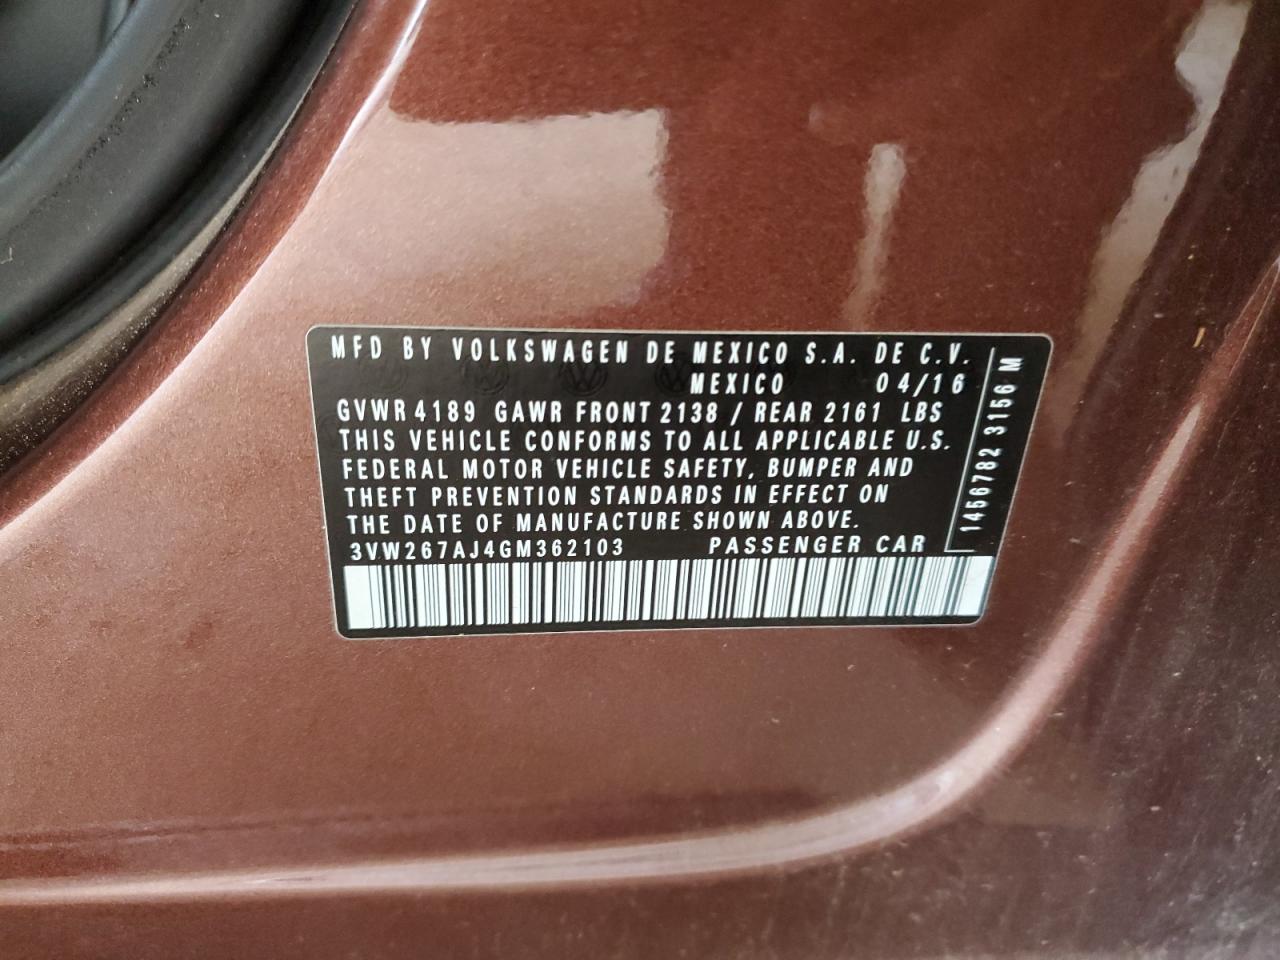 MFD BY VOLKSWAGEN DE MEXICO S.A. DE C.V.
MEXICO 04/16
GVWR 4189 GAWR FRONT 2138 / REAR 2161 LBS
THIS VEHICLE CONFORMS TO ALL APPLICABLE U.S.
FEDERAL MOTOR VEHICLE SAFETY, BUMPER AND
THEFT PREVENTION STANDARDS IN EFFECT ON
THE DATE OF MANUFACTURE SHOWN ABOVE.
3VW267AJ4GM362103 PASSENGER CAR
1456782 3156 M